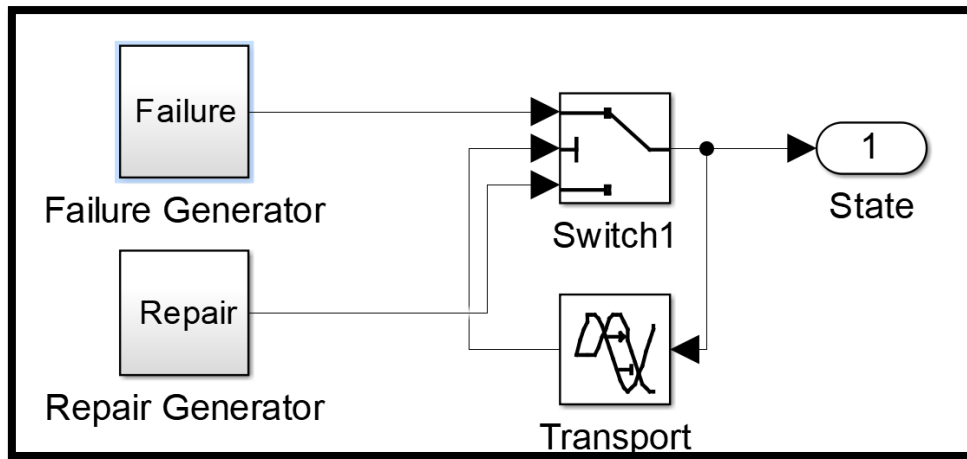 Failure
Failure Generator
Repair
Repair Generator
Switch1
1
State
Transport